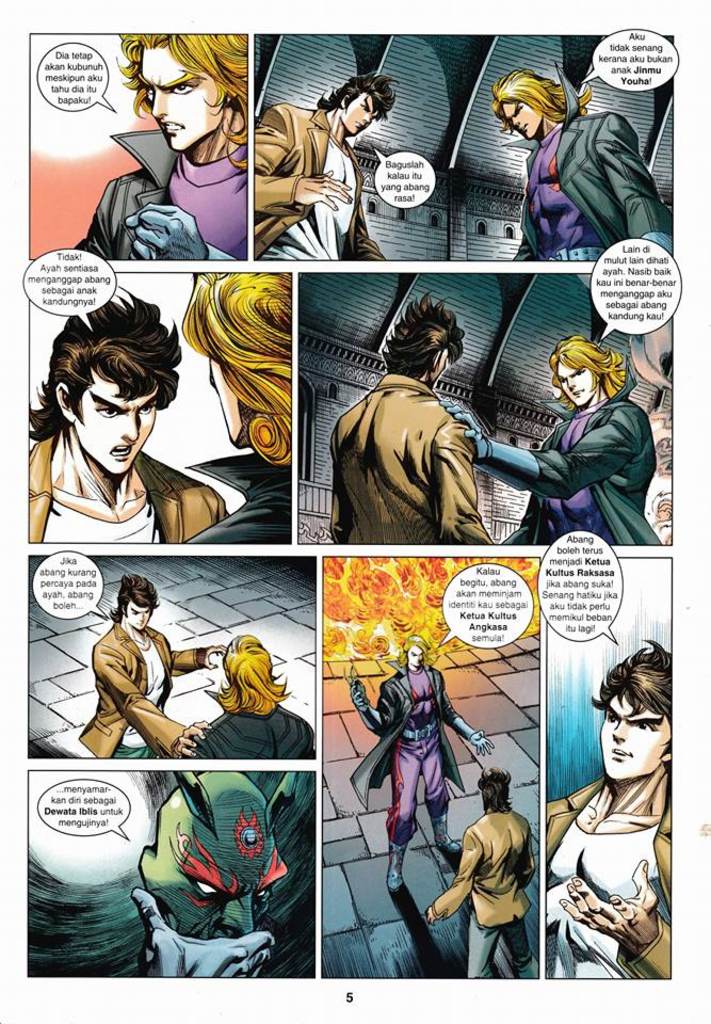 Dia tetap
akan kubunuh
meskipun aku
tahu dia itu
bapaku!
Baguslah
kalau itu
yang abang
rasa!
Aku
tidak senang
kerana aku bukan
anak Jinmu
Youha!
Tidak!
Ayah sentiasa
menganggap abang
sebagai anak
kandungnya!
Lain di
mulut lain dihati
ayah. Nasib baik
kau ini benar-benar
menganggap aku
sebagai abang
kandung kau!
Jika
abang kurang
percaya pada
ayah, abang
boleh...
...menyamar-
kan diri sebagai
Dewata Iblis untuk
mengujinya!
Kalau
begitu, abang
akan meminjam
identiti kau sebagai
Ketua Kultus
Angkasa
semula!
Abang
boleh terus
menjadi Ketua
Kultus Raksasa
jika abang suka!
Senang hatiku jika
aku tidak perlu
menyambut beban
itu lagi!
5